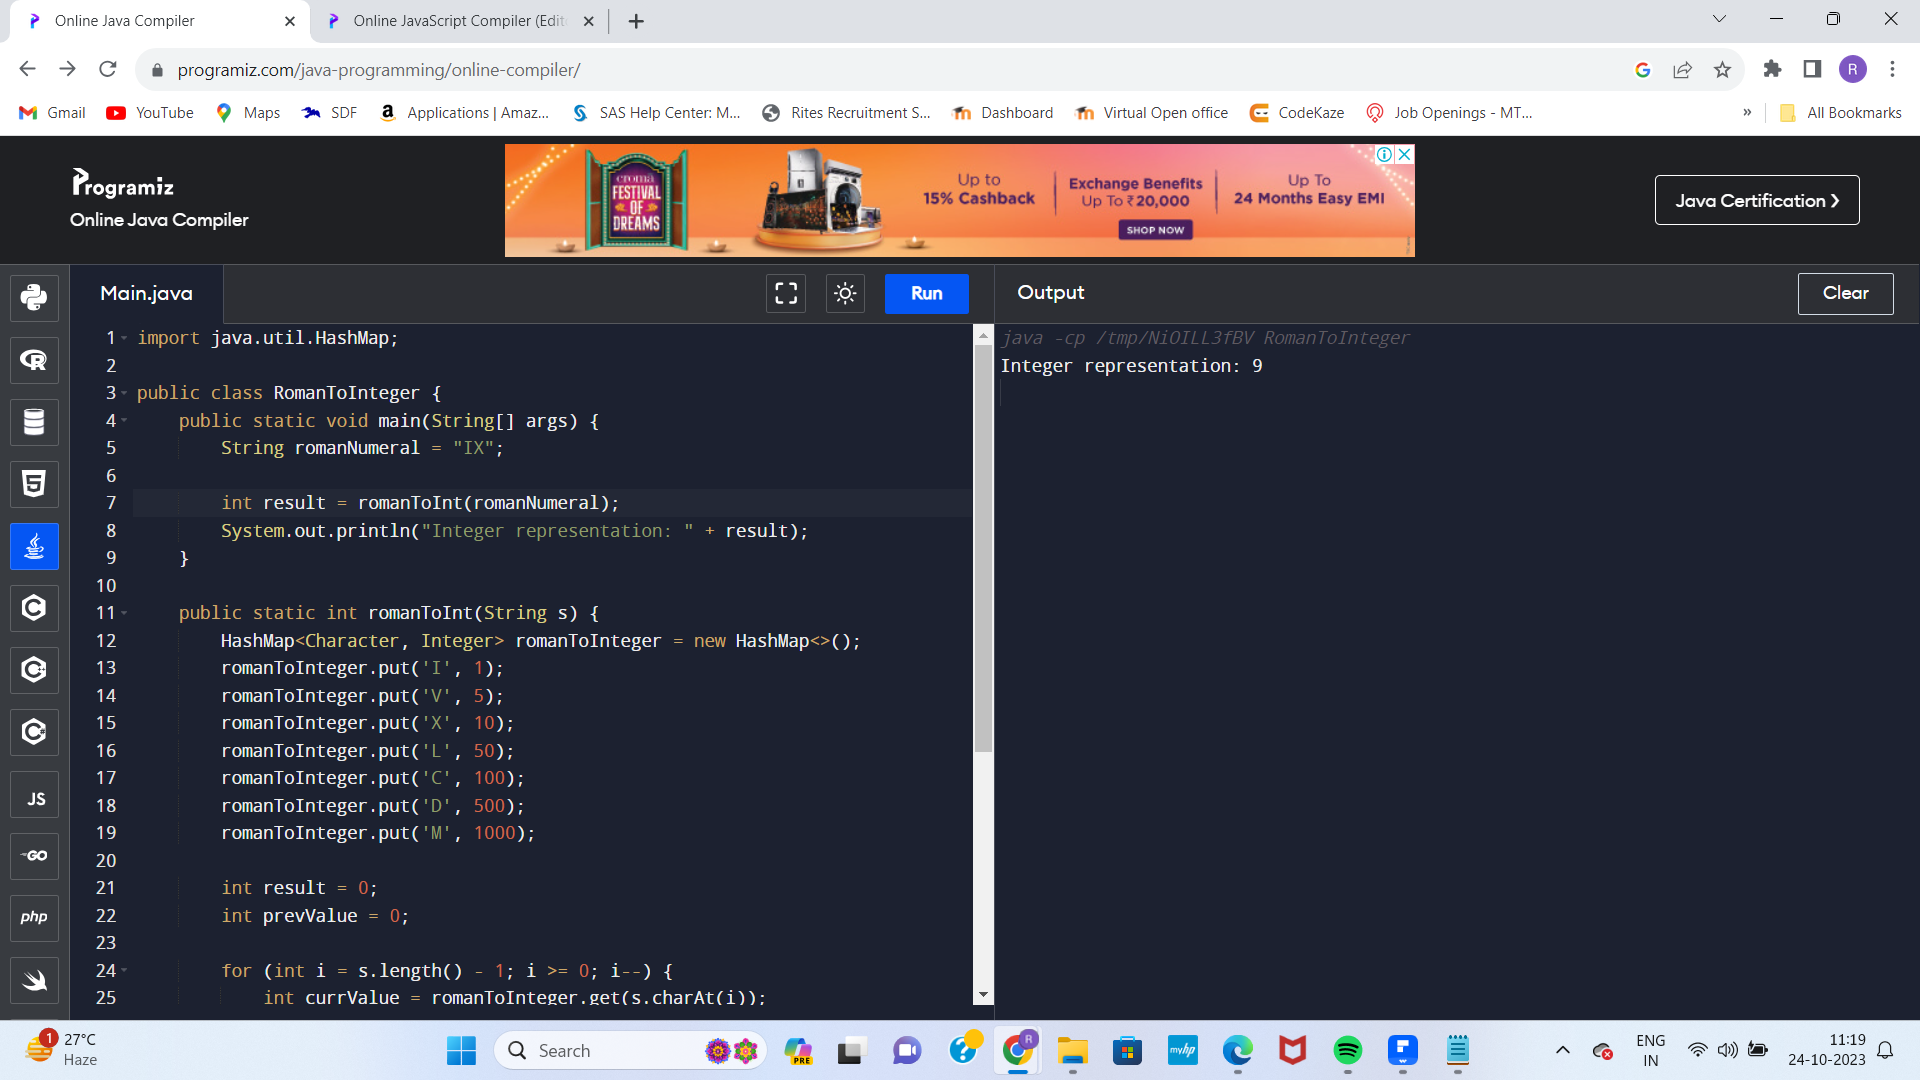 Online Java Compiler
Online JavaScript Compiler (Edit
programiz.com/java-programming/online-compiler/
R
Gmail
YouTube
Maps
SDF
Applications | Amaz...
SAS Help Center: M...
Rites Recruitment S...
Dashboard
Virtual Open office
CodeKaze
Job Openings - MT...
»
All Bookmarks
Programiz
Online Java Compiler
croma
FESTIVAL
OF
DREAMS
Up to
15% Cashback
Exchange Benefits
Up To ₹20,000
Up To
24 Months Easy EMI
SHOP NOW
Java Certification ❯
Main.java
Run
Output
Clear
1 import java.util.HashMap;
2
3 public class RomanToInteger {
4 public static void main(String[] args) {
5 String romanNumeral = "IX";
6
7 int result = romanToInt(romanNumeral);
8 System.out.println("Integer representation: " + result);
9 }
10
11 public static int romanToInt(String s) {
12 HashMap<Character, Integer> romanToInteger = new HashMap<>();
13 romanToInteger.put('I', 1);
14 romanToInteger.put('V', 5);
15 romanToInteger.put('X', 10);
16 romanToInteger.put('L', 50);
17 romanToInteger.put('C', 100);
18 romanToInteger.put('D', 500);
19 romanToInteger.put('M', 1000);
20
21 int result = 0;
22 int prevValue = 0;
23
24 for (int i = s.length() - 1; i >= 0; i--) {
25 int currValue = romanToInteger.get(s.charAt(i));
java -cp /tmp/NiOILL3fBV RomanToInteger
Integer representation: 9
R
5
C
C
C
JS
GO
php
1
27°C
Haze
Search
PRE
R
myhp
ENG
IN
11:19
24-10-2023